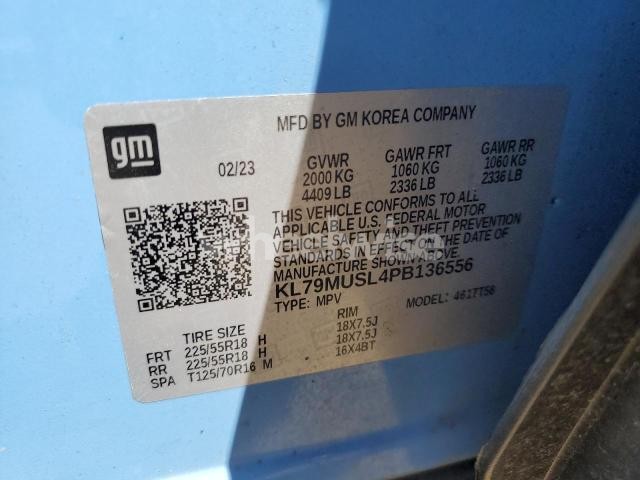 MFD BY GM KOREA COMPANY
gm
02/23
GVWR GAWR FRT GAWR RR
2000 KG 1060 KG 1060 KG
4409 LB 2336 LB 2336 LB
THIS VEHICLE CONFORMS TO ALL
APPLICABLE U.S. FEDERAL MOTOR
VEHICLE SAFETY AND THEFT PREVENTION
STANDARDS IN EFFECT ON THE DATE OF
MANUFACTURE SHOWN ABOVE.
KL79MUSL4PB136556
TYPE: MPV MODEL: 4617T56
TIRE SIZE RIM
FRT 225/55R18 H 18X7.5J
RR 225/55R18 H 18X7.5J
SPA T125/70R16 M 16X4BT